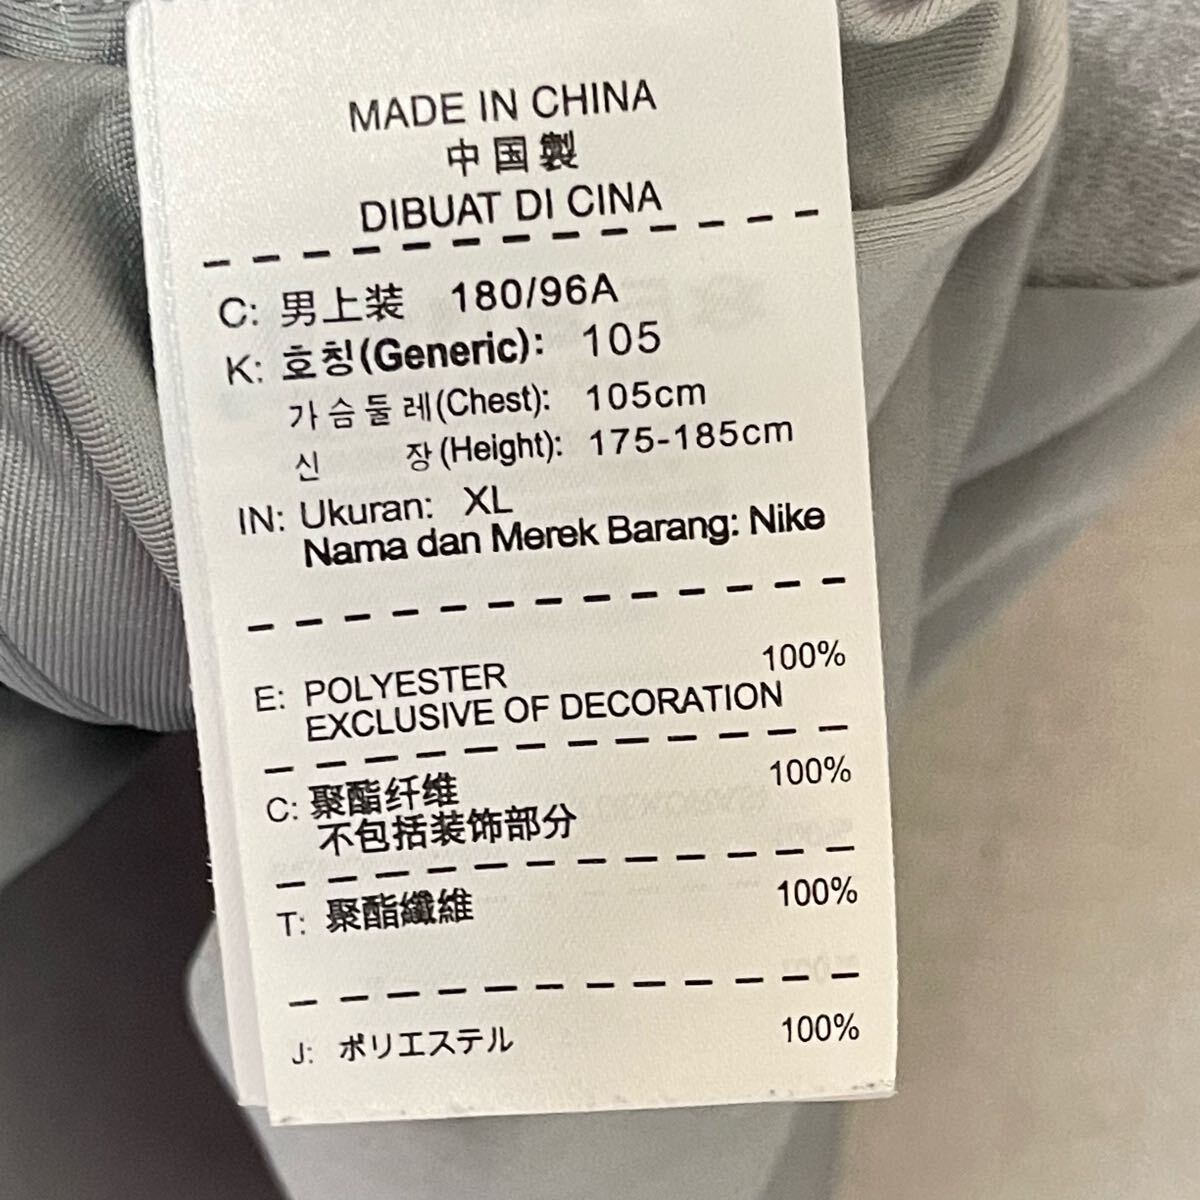 MADE IN CHINA
中国製
DIBUAT DI CINA
C: 男上装 180/96A
K: 호칭(Generic): 105
가슴둘레(Chest): 105cm
신 장(Height): 175-185cm
IN: Ukuran: XL
Nama dan Merek Barang: Nike
E: POLYESTER 100%
EXCLUSIVE OF DECORATION
C: 聚酯纤维 100%
不包括装饰部分
T: 聚酯纖維 100%
J: ポリエステル 100%